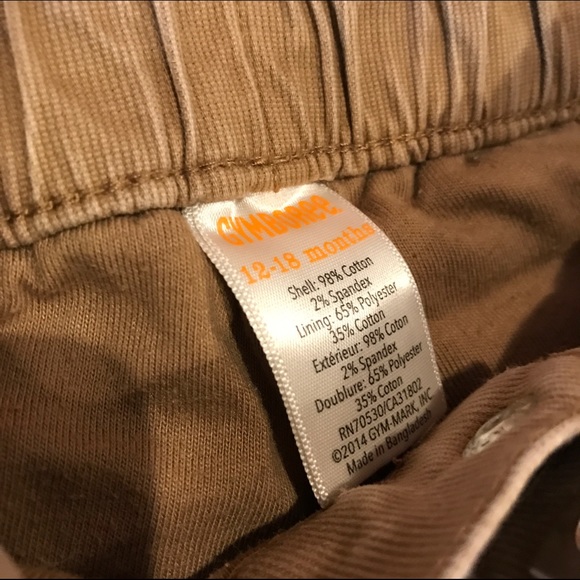 GYMBOREE
12-18 months
Shell: 98% Cotton
2% Spandex
Lining: 65% Polyester
35% Cotton
Extérieur: 98% Coton
2% Spandex
Doublure: 65% Polyester
35% Coton
RN70530/CA31802
©2014 GYM-MARK, INC.
Made in Bangladesh